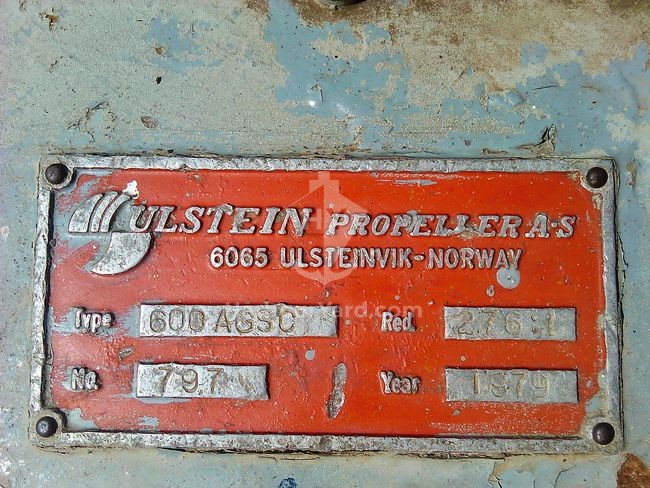 ULSTEIN PROPELLER A-S
6065 ULSTEINVIK-NORWAY
Type 600 AGSC Red. 2.76:1
No. 797 Year 1979